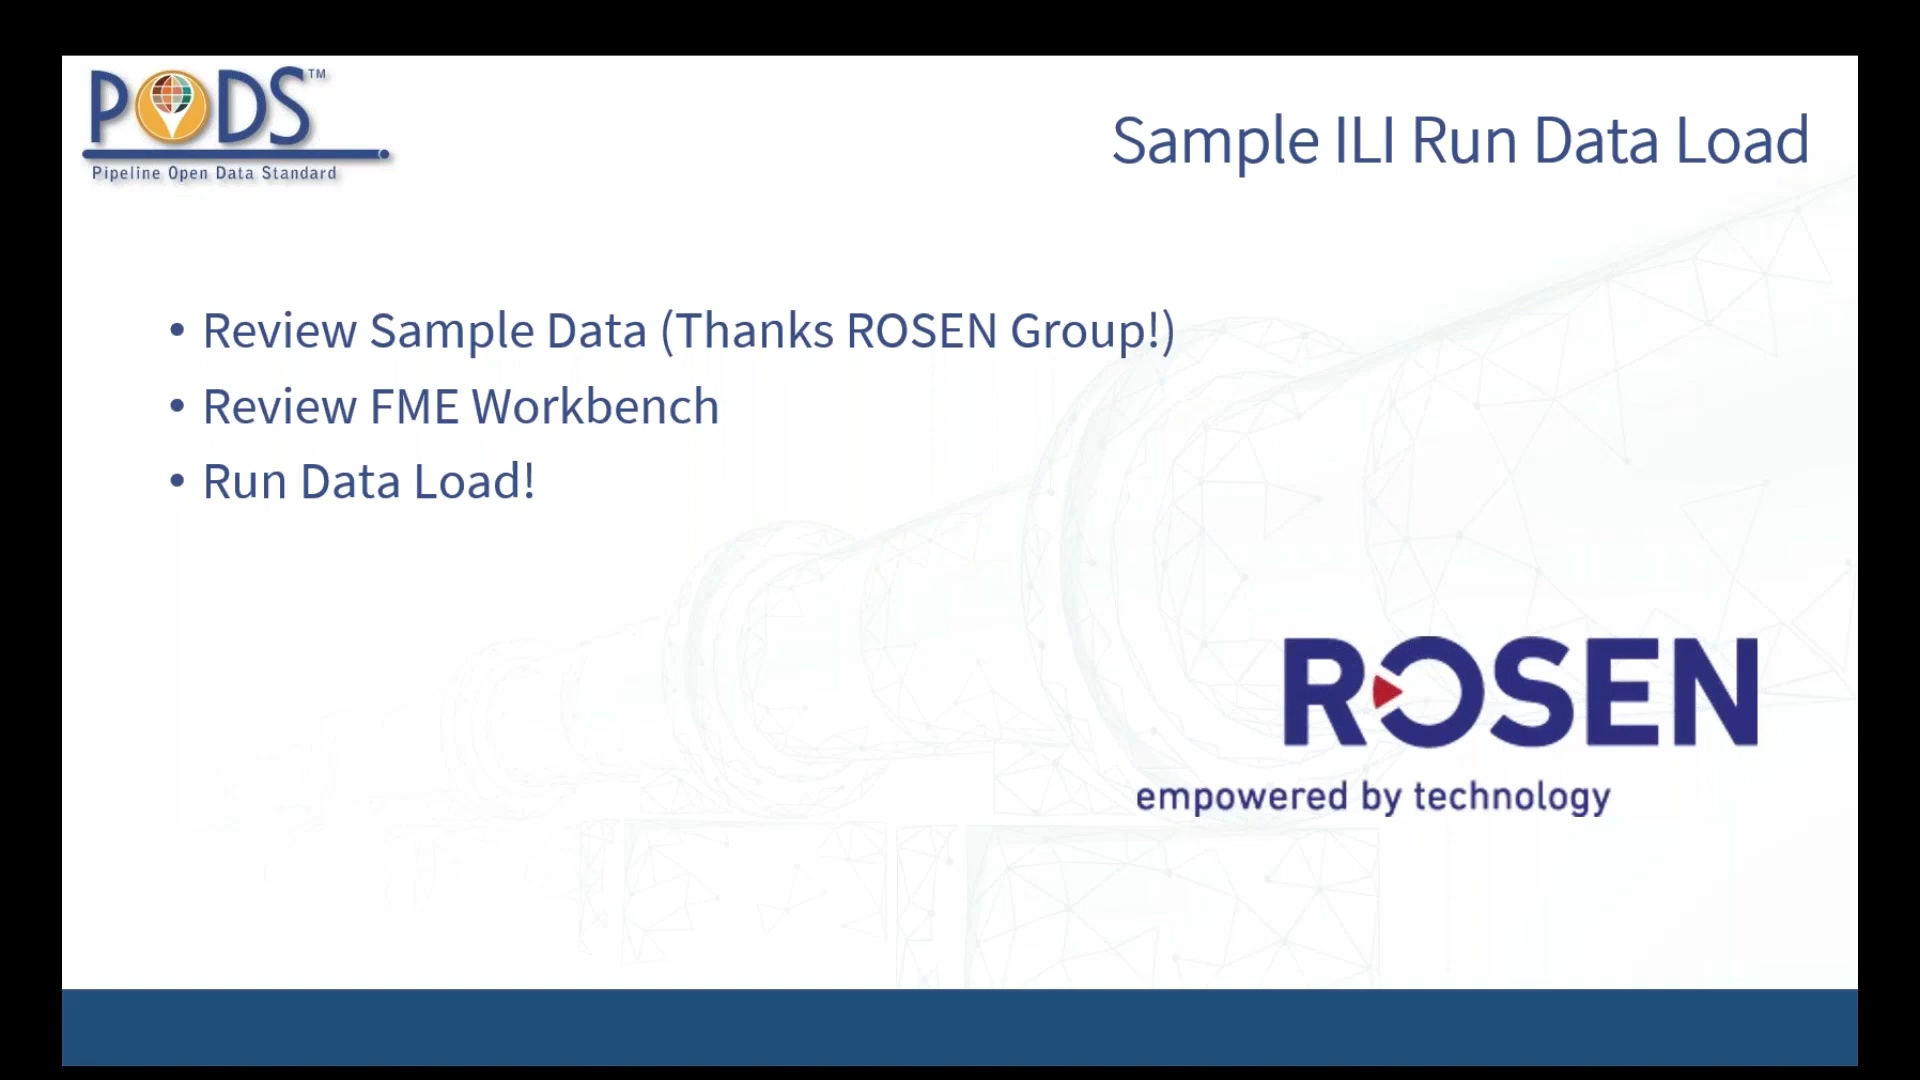 PODS™
Pipeline Open Data Standard
Sample ILI Run Data Load
• Review Sample Data (Thanks ROSEN Group!)
• Review FME Workbench
• Run Data Load!
ROSEN
empowered by technology